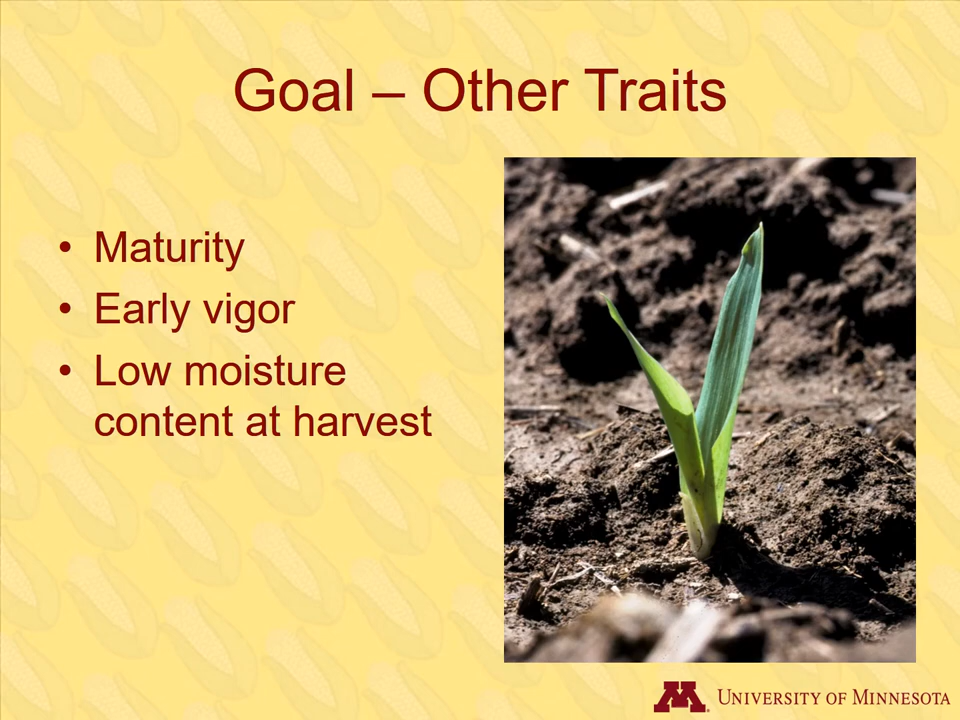 Goal – Other Traits
• Maturity
• Early vigor
• Low moisture
content at harvest
M
UNIVERSITY OF MINNESOTA